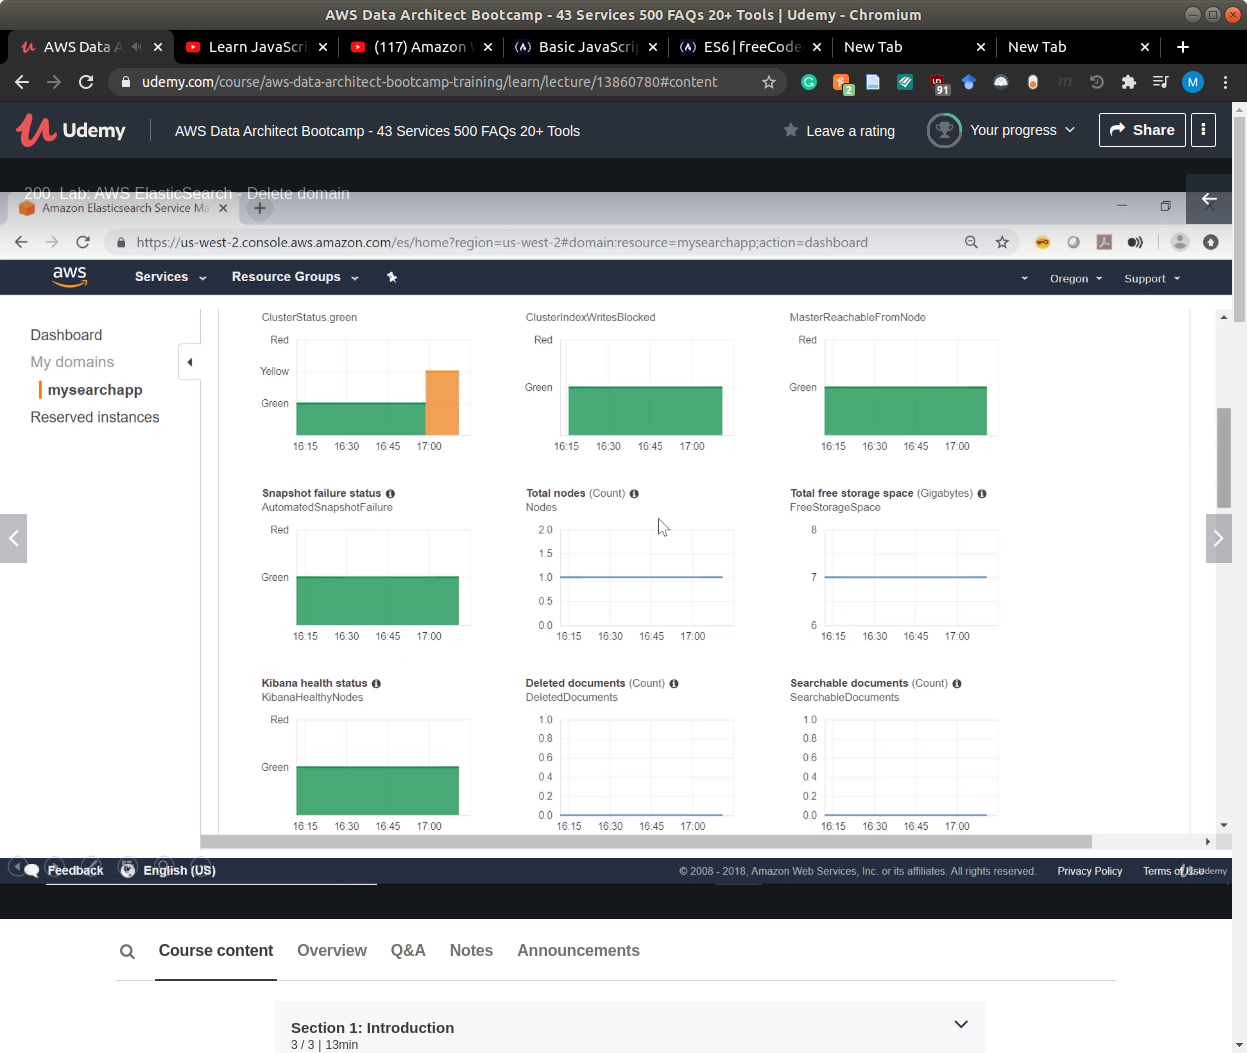 AWS Data Architect Bootcamp - 43 Services 500 FAQs 20+ Tools | Udemy - Chromium
AWS Data A
Learn JavaScri
(117) Amazon
Basic JavaScrip
ES6 | freeCode
New Tab
New Tab
udemy.com/course/aws-data-architect-bootcamp-training/learn/lecture/13860780#content
2
91
M
Udemy
AWS Data Architect Bootcamp - 43 Services 500 FAQs 20+ Tools
Leave a rating
Your progress
Share
200. Lab: AWS ElasticSearch - Delete domain
Amazon Elasticsearch Service Ma
https://us-west-2.console.aws.amazon.com/es/home?region=us-west-2#domain:resource=mysearchapp;action=dashboard
aws
Services
Resource Groups
Oregon
Support
Dashboard
My domains
mysearchapp
Reserved instances
ClusterStatus.green
Red
Yellow
Green
16:15 16:30 16:45 17:00
ClusterIndexWritesBlocked
Red
Green
16:15 16:30 16:45 17:00
MasterReachableFromNode
Red
Green
16:15 16:30 16:45 17:00
Snapshot failure status
AutomatedSnapshotFailure
Red
Green
16:15 16:30 16:45 17:00
Total nodes (Count)
Nodes
2.0
1.5
1.0
0.5
0.0
16:15 16:30 16:45 17:00
Total free storage space (Gigabytes)
FreeStorageSpace
8
7
6
16:15 16:30 16:45 17:00
Kibana health status
KibanaHealthyNodes
Red
Green
16:15 16:30 16:45 17:00
Deleted documents (Count)
DeletedDocuments
1.0
0.8
0.6
0.4
0.2
0.0
16:15 16:30 16:45 17:00
Searchable documents (Count)
SearchableDocuments
1.0
0.8
0.6
0.4
0.2
0.0
16:15 16:30 16:45 17:00
Feedback
English (US)
© 2008 - 2018, Amazon Web Services, Inc. or its affiliates. All rights reserved.
Privacy Policy
Terms of Use
Udemy
Course content
Overview
Q&A
Notes
Announcements
Section 1: Introduction
3 / 3 | 13min